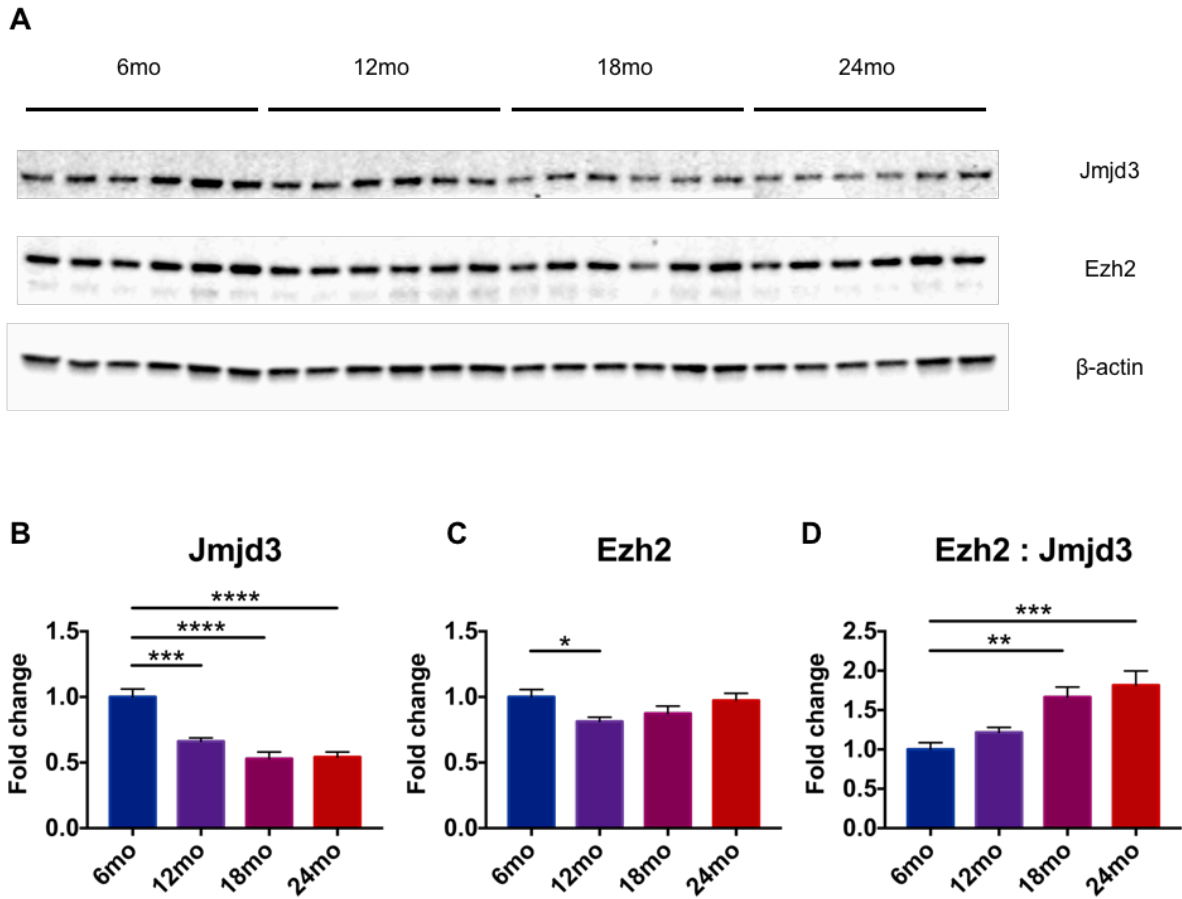 A
6mo 12mo 18mo 24mo
Jmjd3
Ezh2
β-actin
B
Jmjd3
****
****
***
Fold change
1.5
1.0
0.5
0.0
6mo 12mo 18mo 24mo
C
Ezh2
*
Fold change
1.5
1.0
0.5
0.0
6mo 12mo 18mo 24mo
D
Ezh2 : Jmjd3
***
**
Fold change
2.5
2.0
1.5
1.0
0.5
0.0
6mo 12mo 18mo 24mo